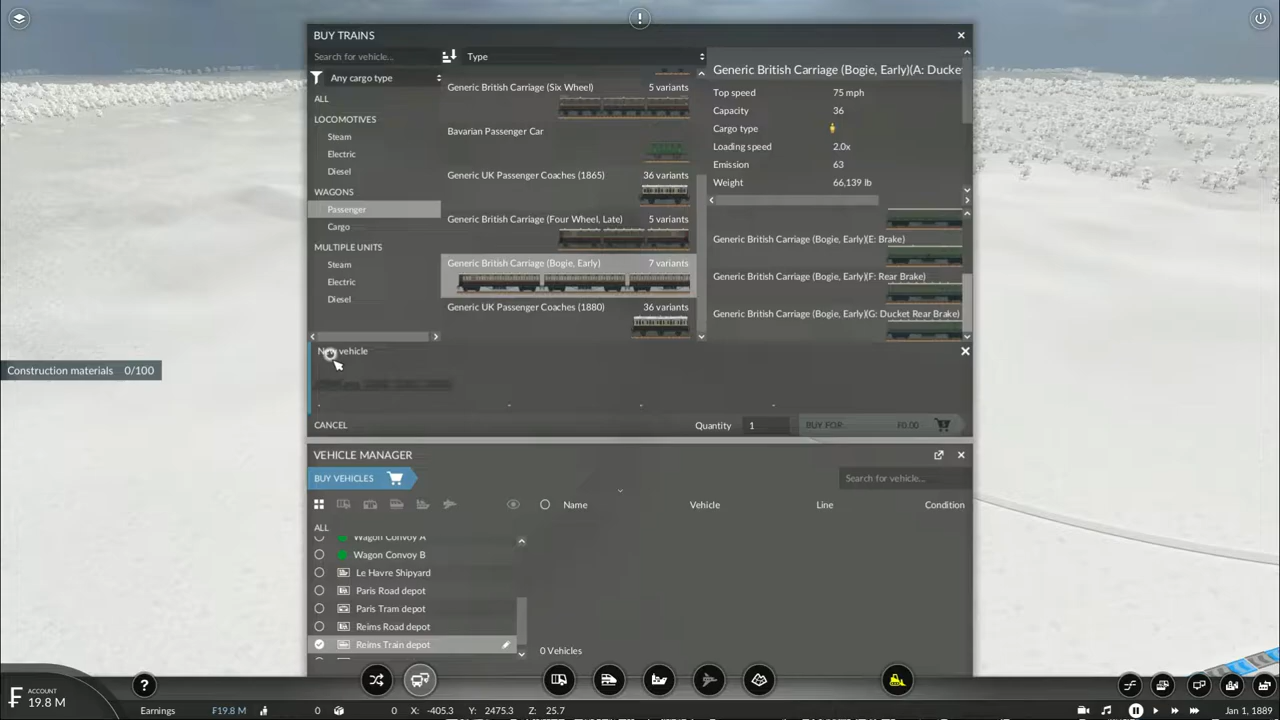 BUY TRAINS
Search for vehicle...
Type
Any cargo type
ALL
LOCOMOTIVES
Steam
Electric
Diesel
WAGONS
Passenger
Cargo
MULTIPLE UNITS
Steam
Electric
Diesel
Generic British Carriage (Six Wheel) 5 variants
Bavarian Passenger Car
Generic UK Passenger Coaches (1865) 36 variants
Generic British Carriage (Four Wheel, Late) 5 variants
Generic British Carriage (Bogie, Early) 7 variants
Generic UK Passenger Coaches (1880) 36 variants
Generic British Carriage (Bogie, Early)(A: Ducke
Top speed 75 mph
Capacity 36
Cargo type
Loading speed 2.0x
Emission 63
Weight 66,139 lb
Generic British Carriage (Bogie, Early)(E: Brake)
Generic British Carriage (Bogie, Early)(F: Rear Brake)
Generic British Carriage (Bogie, Early)(G: Ducket Rear Brake)
New vehicle
Construction materials 0/100
CANCEL
Quantity 1
BUY FOR... ₣0.00
VEHICLE MANAGER
BUY VEHICLES
Search for vehicle...
Name Vehicle Line Condition
ALL
Wagon Convoy A
Wagon Convoy B
Le Havre Shipyard
Paris Road depot
Paris Tram depot
Reims Road depot
Reims Train depot
0 Vehicles
?
!
ACCOUNT
19.8 M
Earnings ₣19.8 M 0 0 X: -405.3 Y: 2475.3 Z: 25.7
Jan 1, 1889